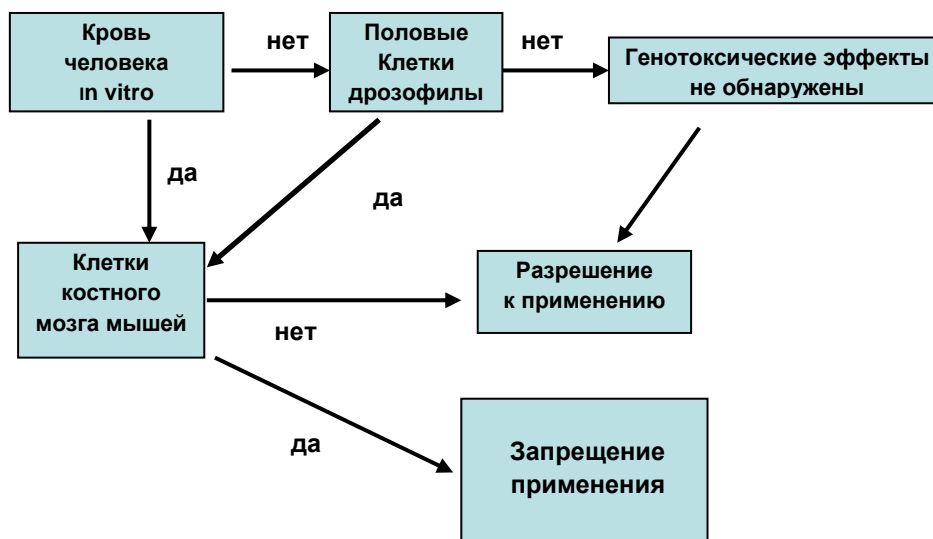 Кровь
человека
ın vitro
нет
Половые
Клетки
дрозофилы
нет
Генотоксические эффекты
не обнаружены
да
да
Клетки
костного
мозга мышей
нет
Разрешение
к применению
да
Запрещение
применения